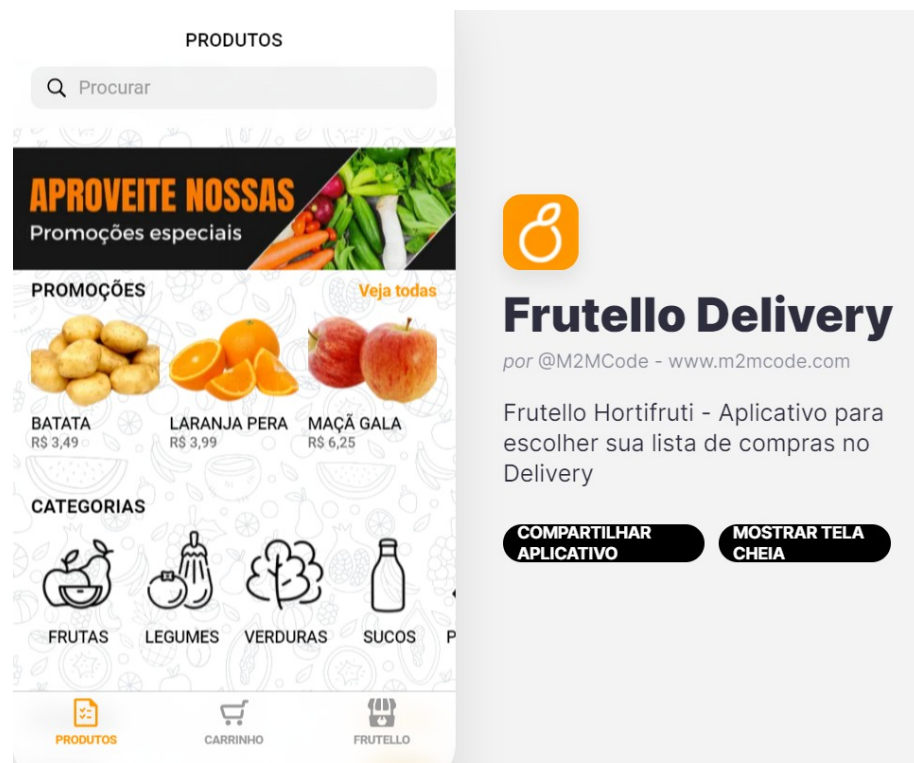 PRODUTOS
Procurar
APROVEITE NOSSAS
Promoções especiais
PROMOÇÕES
Veja todas
BATATA
R$ 3,49
LARANJA PERA
R$ 3,99
MAÇÃ GALA
R$ 6,25
CATEGORIAS
FRUTAS
LEGUMES
VERDURAS
SUCOS
P
PRODUTOS
CARRINHO
FRUTELLO
Frutello Delivery
por @M2MCode - www.m2mcode.com
Frutello Hortifruti - Aplicativo para
escolher sua lista de compras no
Delivery
COMPARTILHAR
APLICATIVO
MOSTRAR TELA
CHEIA